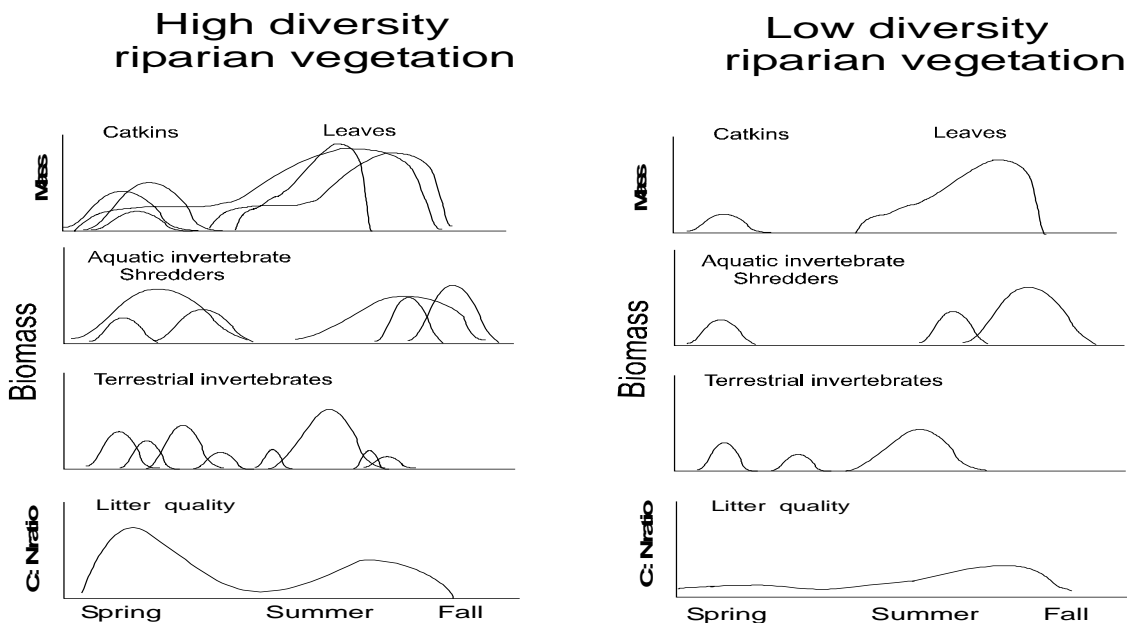 High diversity
riparian vegetation
Catkins
Leaves
Mass
Aquatic invertebrate
Shredders
Biomass
Terrestrial invertebrates
Litter quality
C: N ratio
Spring
Summer
Fall
Low diversity
riparian vegetation
Catkins
Leaves
Mass
Aquatic invertebrate
Shredders
Biomass
Terrestrial invertebrates
Litter quality
C: N ratio
Spring
Summer
Fall